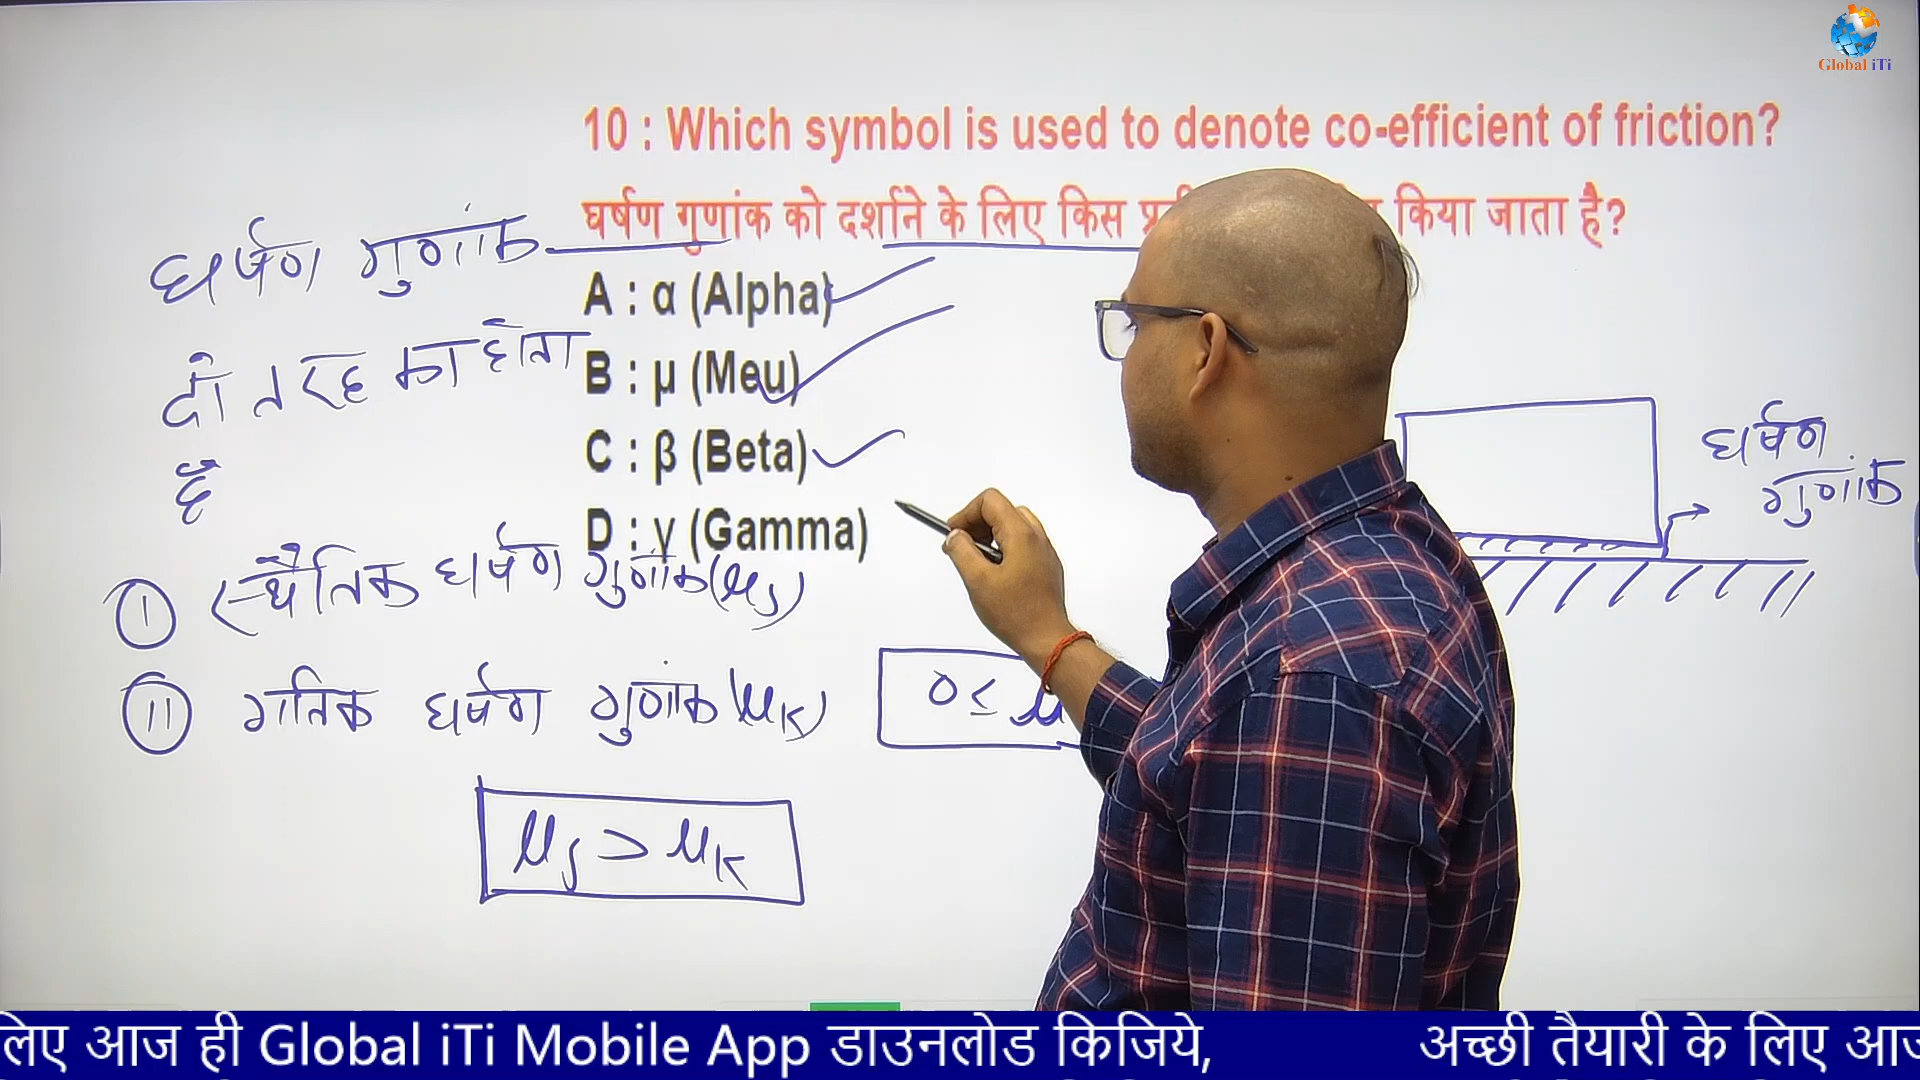 Global iTi
10 : Which symbol is used to denote co-efficient of friction?
घर्षण गुणांक को दर्शाने के लिए किस किया जाता है?
A : α (Alpha)
B : μ (Meu)
C : β (Beta)
D : γ (Gamma)
घर्षण गुणांक
दो तरह का होता
है
I स्थैतिक घर्षण गुणांक (μs)
II गतिक घर्षण गुणांक (μK)
μs > μK
0 ≤ μ
घर्षण
गुणांक
लिए आज ही Global iTi Mobile App डाउनलोड किजिये, अच्छी तैयारी के लिए